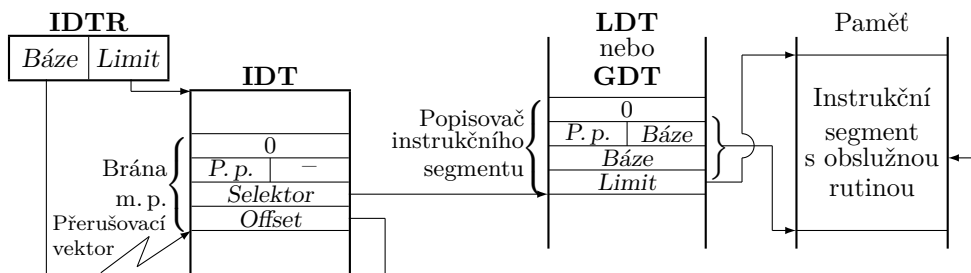 IDTR
Báze Limit
IDT
Brána
m. p.
0
P. p. –
Selektor
Offset
Přerušovací
vektor
LDT
nebo
GDT
Popisovač
instrukčního
segmentu
0
P. p. Báze
Báze
Limit
Paměť
Instrukční
segment
s obslužnou
rutinou